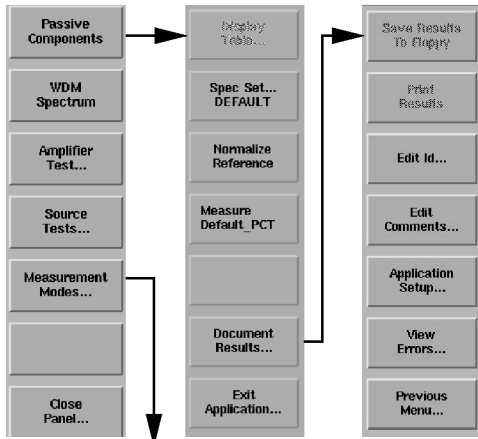 Passive
Components
WDM
Spectrum
Amplifier
Test...
Source
Tests...
Measurement
Modes...
Close
Panel...
Display
Table...
Spec Set...
DEFAULT
Normalize
Reference
Measure
Default_PCT
Document
Results...
Exit
Application...
Save Results
To Floppy
Print
Results
Edit Id...
Edit
Comments...
Application
Setup...
View
Errors...
Previous
Menu...